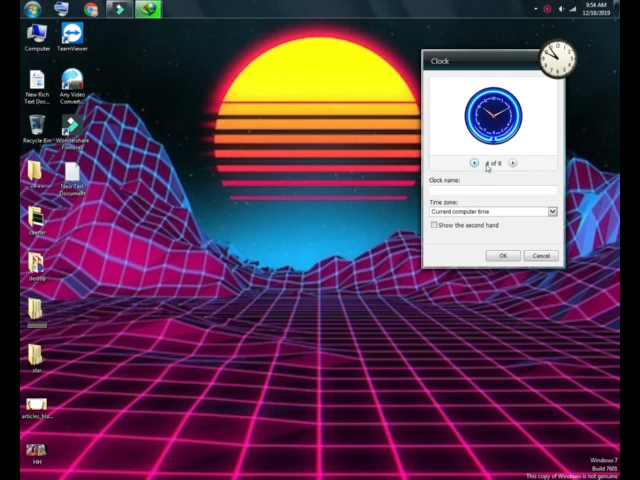 9:54 AM
12/18/2019
Computer
TeamViewer
Clock
New Rich
Text Doc...
Any Video
Convert...
Recycle Bin
Wondershare
Filmora9
4 of 8
New Text
Document
Clock name:
Time zone:
Current computer time
Show the second hand
OK
Cancel
star
articles_bla...
HH
Windows 7
Build 7601
This copy of Windows is not genuine